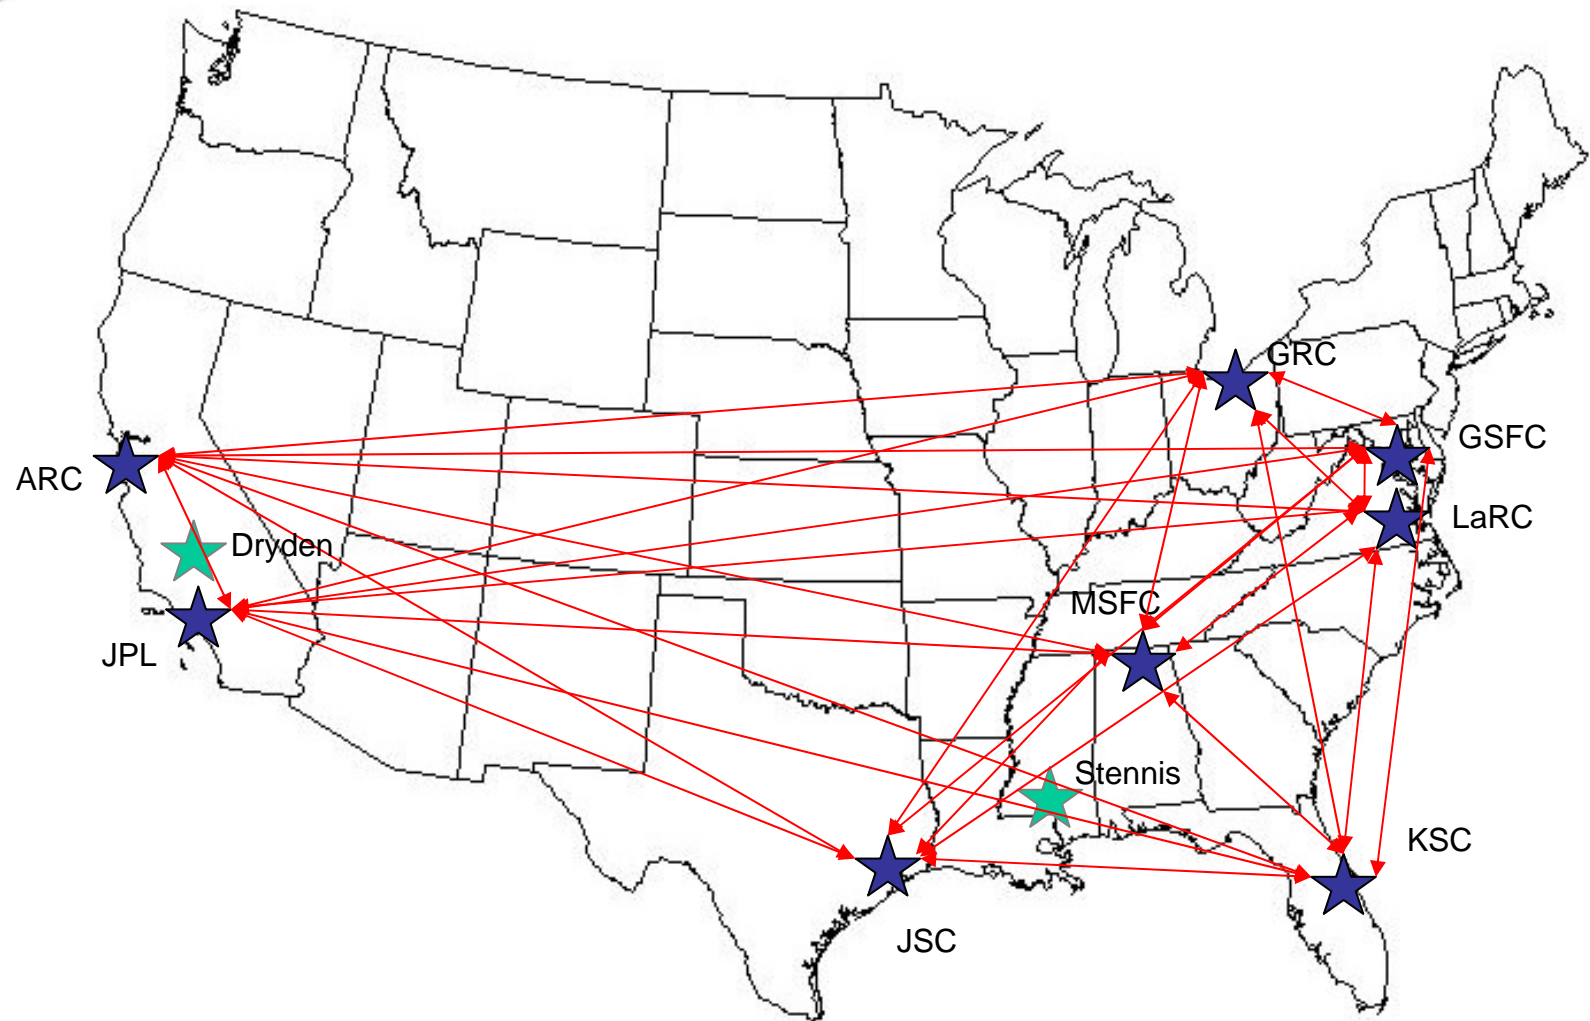 GRC
GSFC
ARC
LaRC
Dryden
MSFC
JPL
Stennis
KSC
JSC